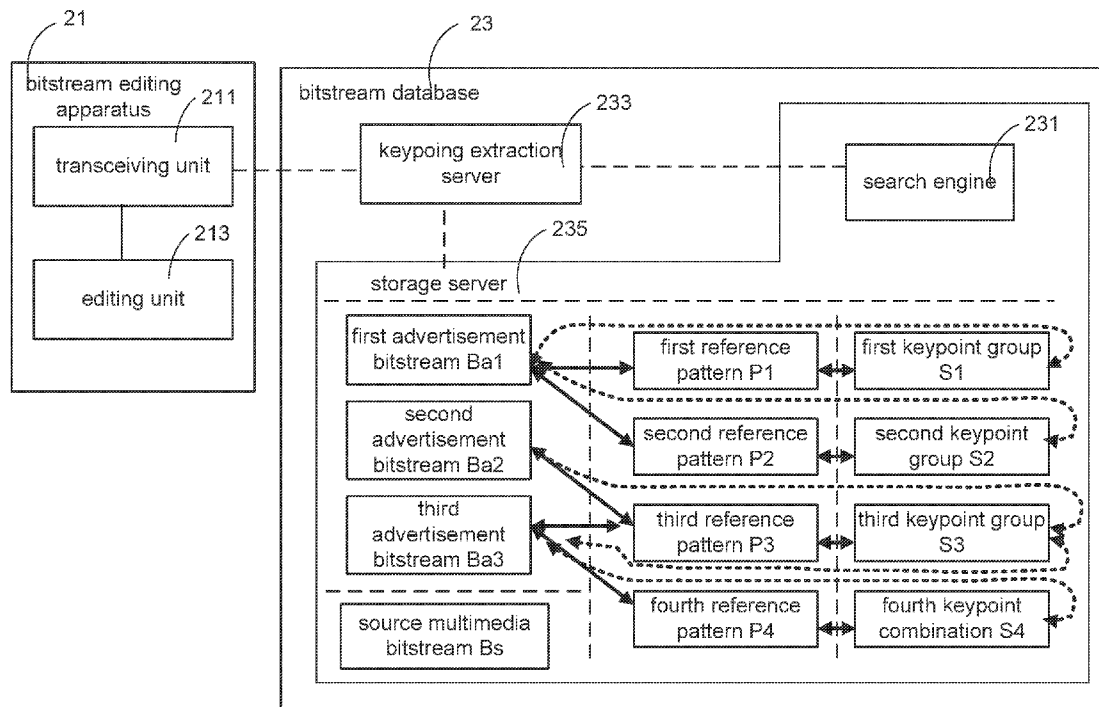 21
bitstream editing
apparatus
211
transceiving unit
213
editing unit
23
bitstream database
233
keypoing extraction
server
231
search engine
235
storage server
first advertisement
bitstream Ba1
first reference
pattern P1
first keypoint group
S1
second
advertisement
bitstream Ba2
second reference
pattern P2
second keypoint
group S2
third
advertisement
bitstream Ba3
third reference
pattern P3
third keypoint group
S3
source multimedia
bitstream Bs
fourth reference
pattern P4
fourth keypoint
combination S4